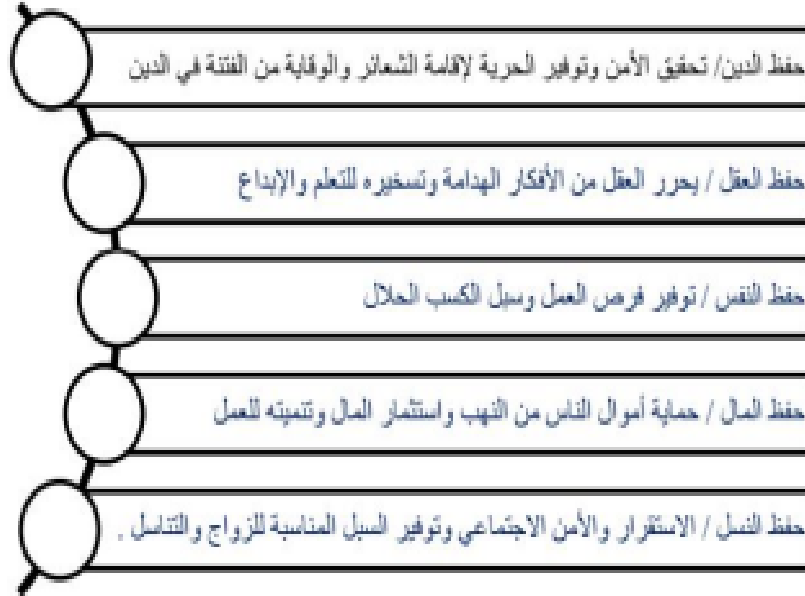 حفظ الدين/ تحقيق الأمن وتوفير الحرية لإقامة الشعائر والوقاية من الفتنة في الدين
حفظ العقل / يحرر العقل من الأفكار الهدامة وتسخيره للتعلم والإبداع
حفظ النفس / توفير فرص العمل وسبل الكسب الحلال
حفظ المال / حماية أموال الناس من النهب واستثمار المال وتنميته للعمل
حفظ النسل / الاستقرار والأمن الاجتماعي وتوفير السبل المناسبة للزواج والتناسل .